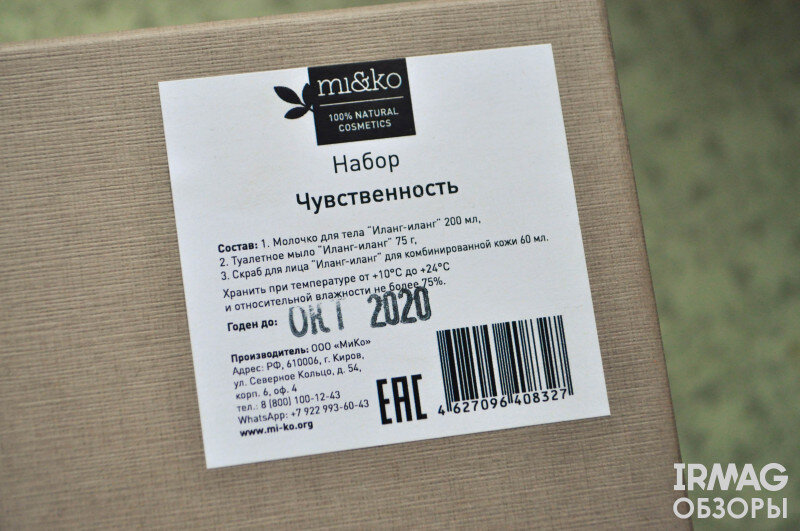 mi&ko
100% NATURAL
COSMETICS
Набор
Чувственность
Состав: 1. Молочко для тела "Иланг-иланг" 200 мл,
2. Туалетное мыло "Иланг-иланг" 75 г,
3. Скраб для лица "Иланг-иланг" для комбинированной кожи 60 мл.
Хранить при температуре от +10°С до +24°С
и относительной влажности не более 75%.
Годен до: ОКТ 2020
Производитель: ООО «МиКо»
Адрес: РФ, 610006, г. Киров,
ул. Северное Кольцо, д. 54,
корп. 6, оф. 4
тел.: 8 (800) 100-12-43
WhatsApp: +7 922 993-60-43
www.mi-ko.org
EAC
4 627096 408327
IRMAG
ОБЗОРЫ